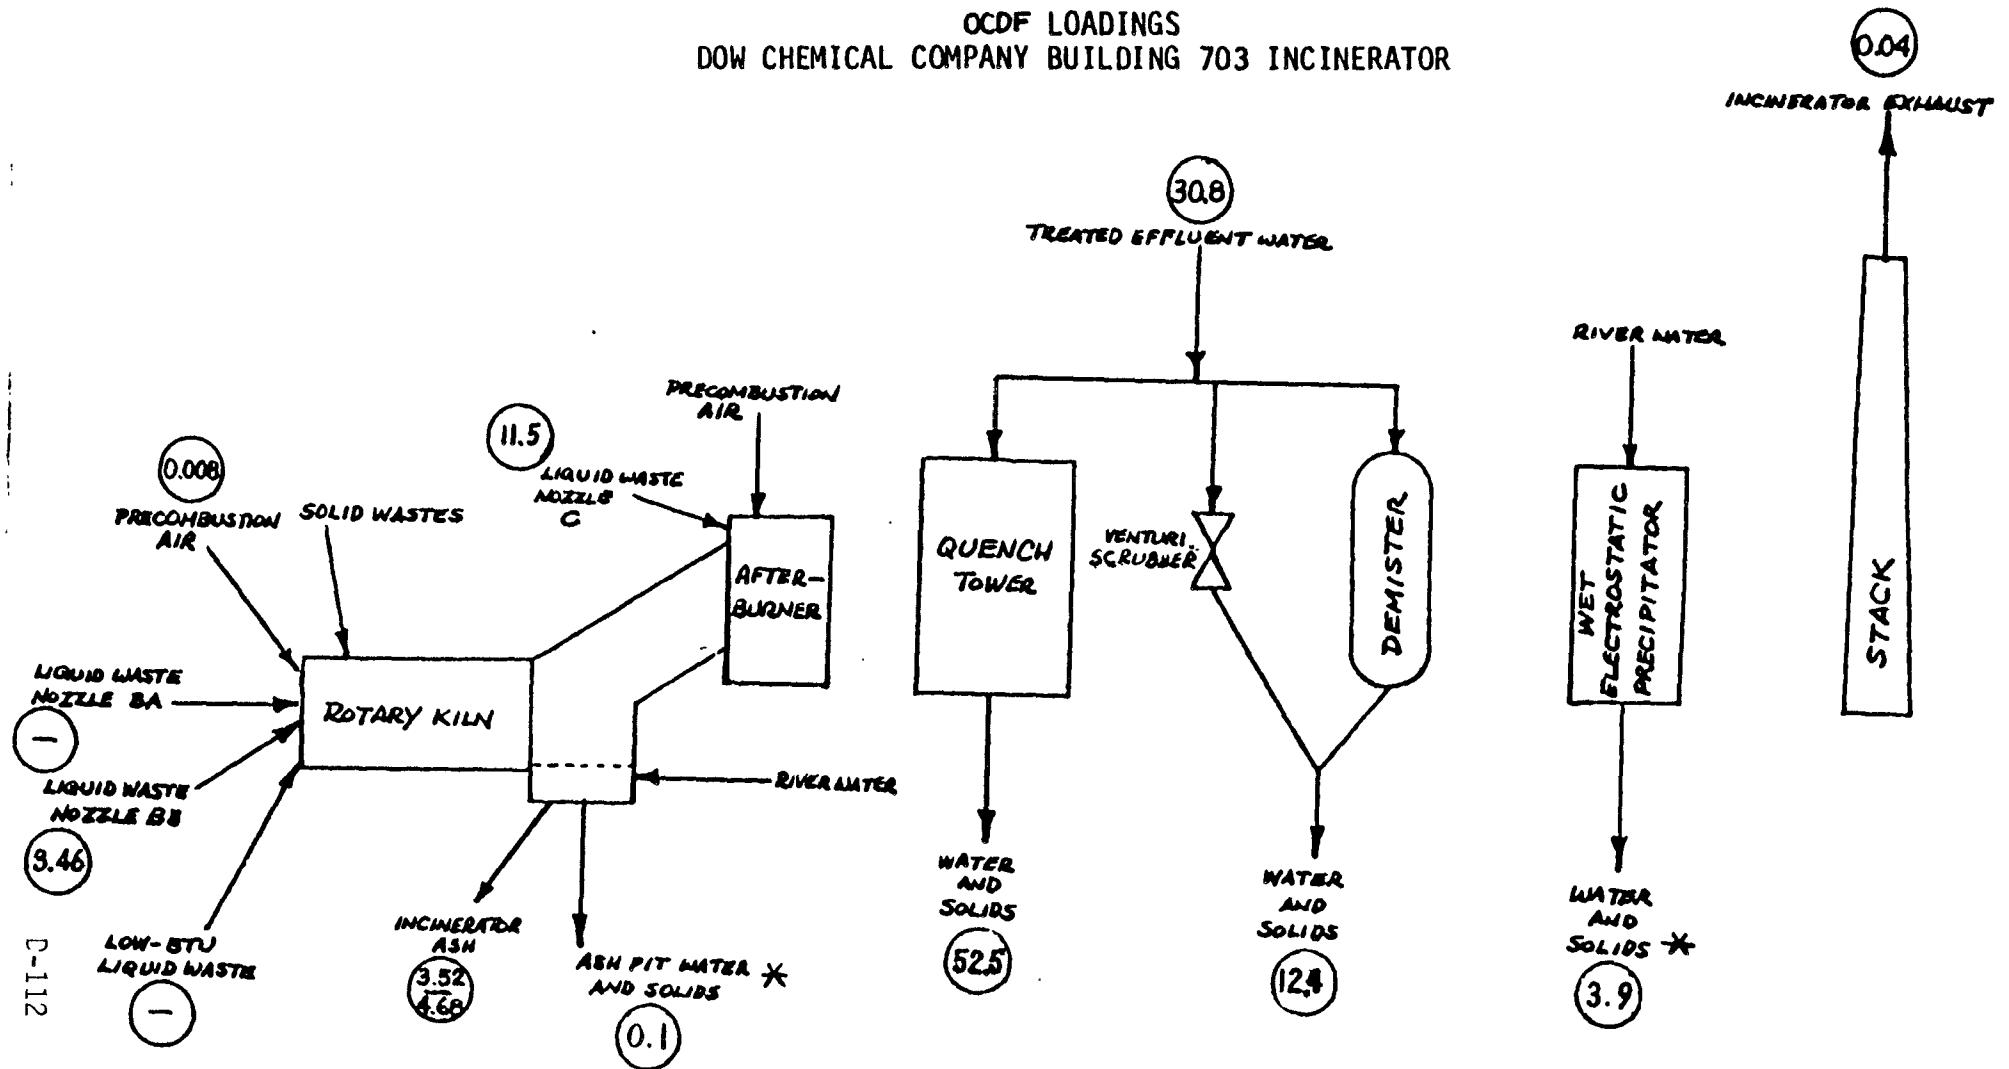 OCDF LOADINGS
DOW CHEMICAL COMPANY BUILDING 703 INCINERATOR
0.04
INCINERATOR EXHAUST
30.8
TREATED EFFLUENT WATER
RIVER WATER
PRECOMBUSTION
AIR
11.5
LIQUID WASTE
NOZZLE
C
0.008
PRECOMBUSTION
AIR
SOLID WASTES
AFTER-
BURNER
QUENCH
TOWER
VENTURI
SCRUBBER
DEMISTER
WET
ELECTROSTATIC
PRECIPITATOR
STACK
LIQUID WASTE
NOZZLE BA
—
ROTARY KILN
LIQUID WASTE
NOZZLE BB
RIVER WATER
LOW-BTU
LIQUID WASTE
—
INCINERATOR
ASH
3.52
4.68
ASH PIT WATER *
AND SOLIDS
0.1
WATER
AND
SOLIDS
52.5
WATER
AND
SOLIDS
12.4
WATER
AND
SOLIDS *
3.9
D-112